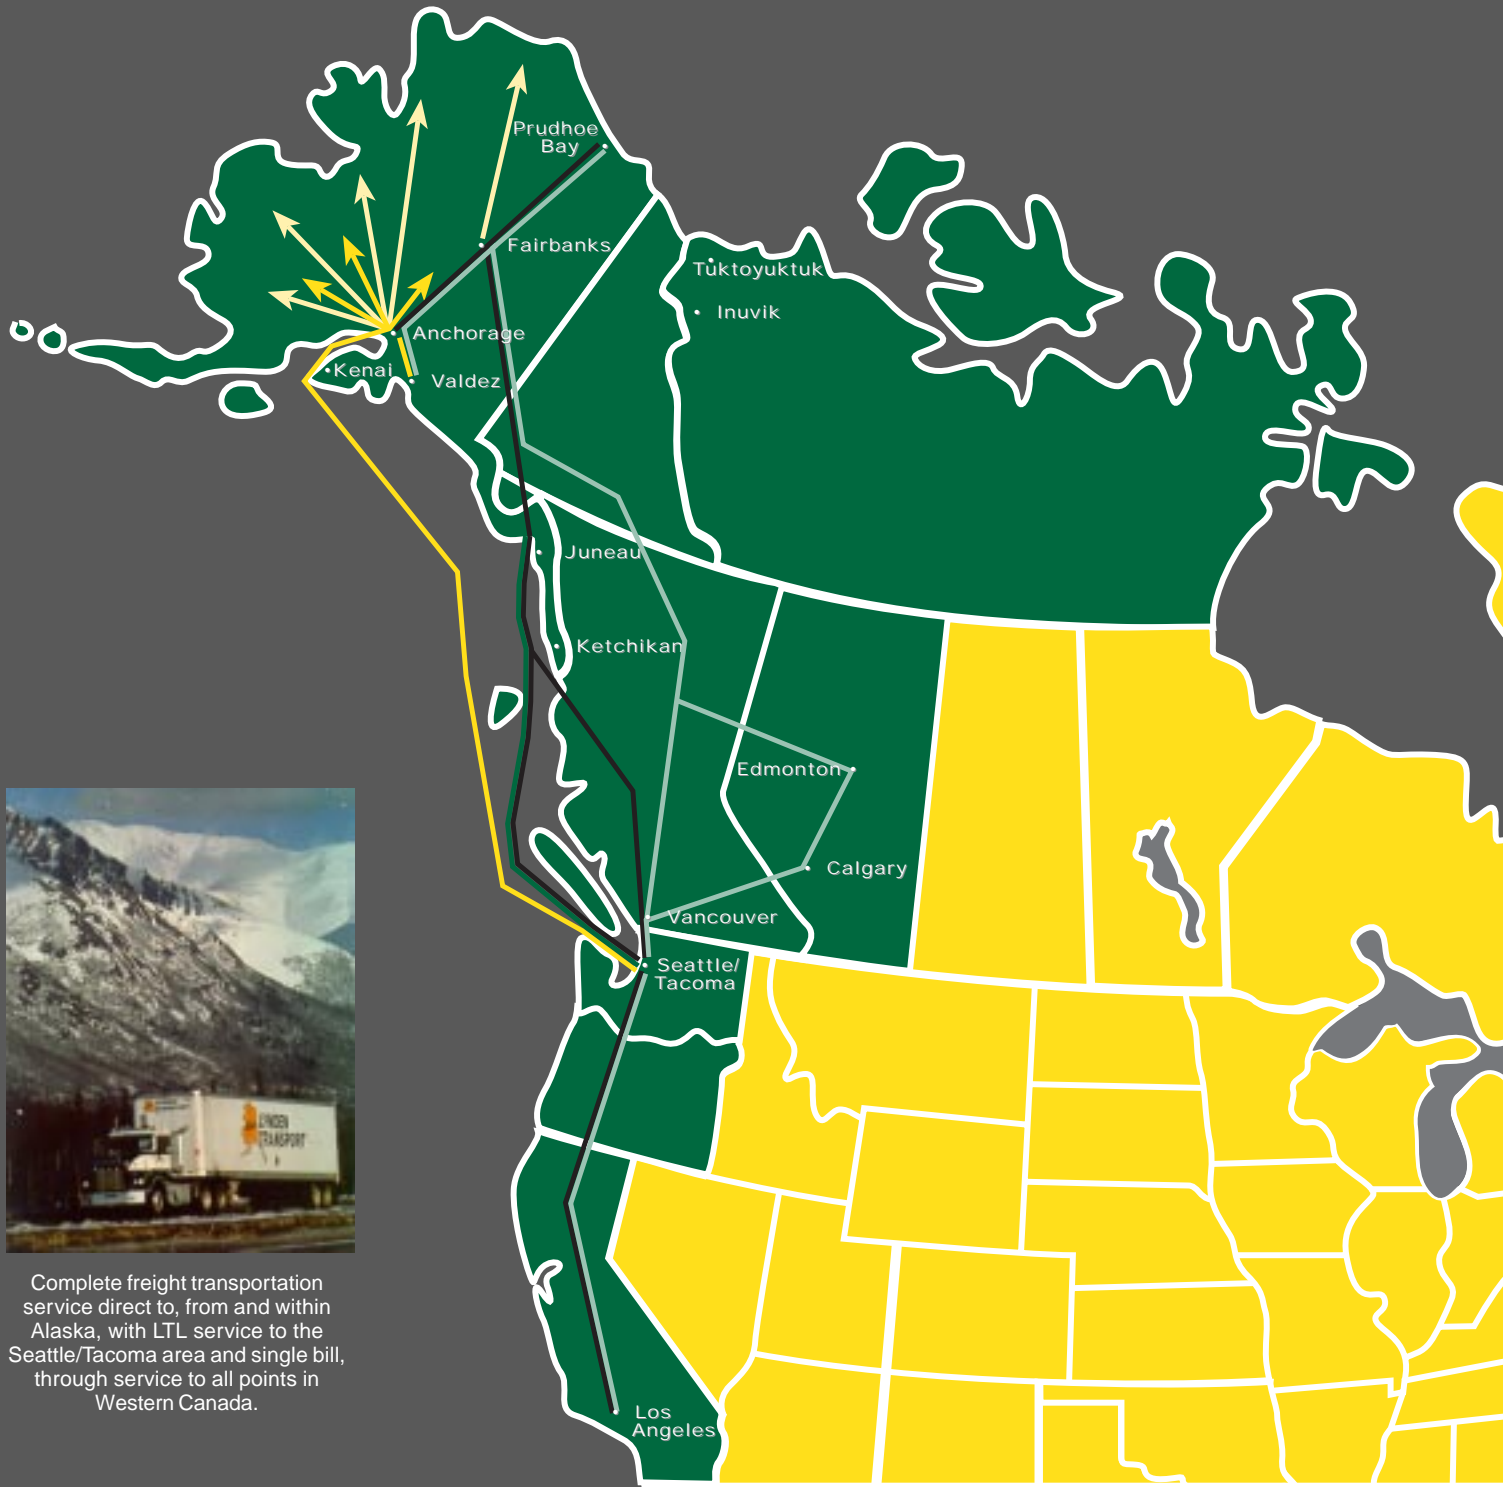 Prudhoe
Bay
Fairbanks
Tuktoyuktuk
Inuvik
Anchorage
Kenai
Valdez
Juneau
Ketchikan
Edmonton
Calgary
Vancouver
Seattle/
Tacoma
LYNDEN
TRANSPORT
Complete freight transportation
service direct to, from and within
Alaska, with LTL service to the
Seattle/Tacoma area and single bill,
through service to all points in
Western Canada.
Los
Angeles